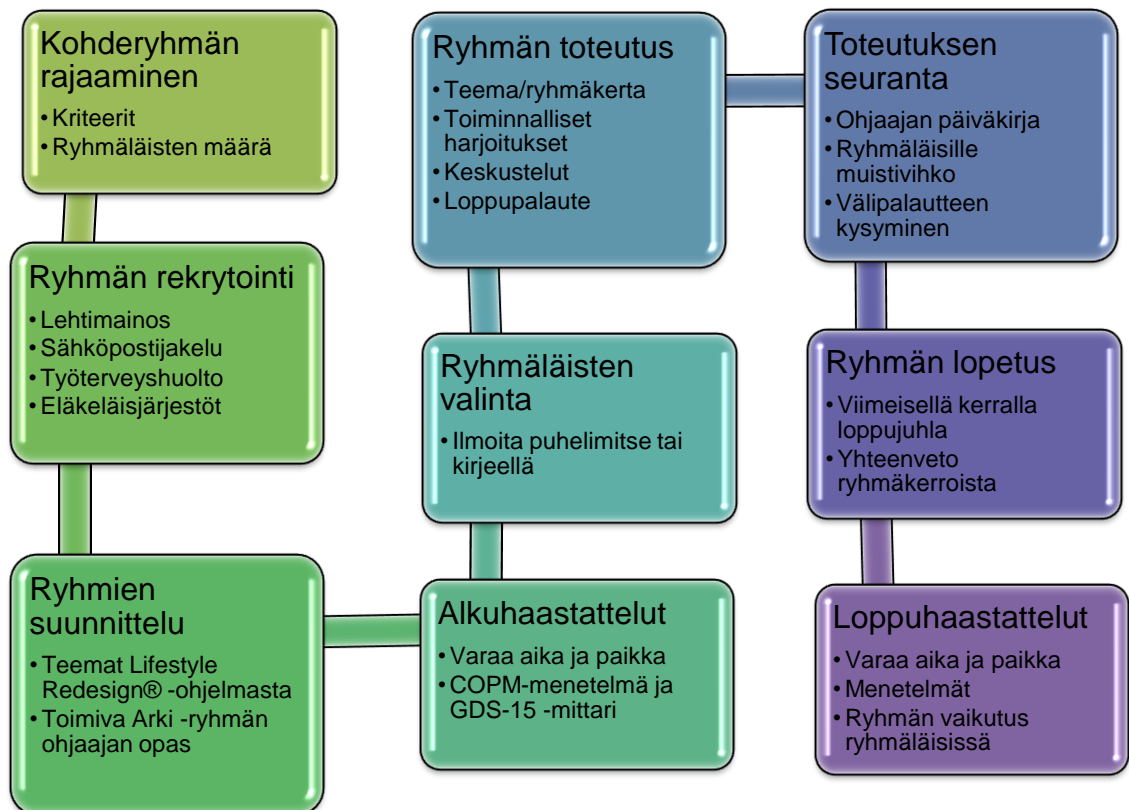 Kohderyhmän
rajaaminen
• Kriteerit
• Ryhmäläisten määrä
Ryhmän rekrytointi
• Lehtimainos
• Sähköpostijakelu
• Työterveyshuolto
• Eläkeläisjärjestöt
Ryhmien
suunnittelu
• Teemat Lifestyle
Redesign® -ohjelmasta
• Toimiva Arki -ryhmän
ohjaajan opas
Alkuhaastattelut
• Varaa aika ja paikka
• COPM-menetelmä ja
GDS-15 -mittari
Ryhmäläisten
valinta
• Ilmoita puhelimitse tai
kirjeellä
Ryhmän toteutus
• Teema/ryhmäkerta
• Toiminnalliset
harjoitukset
• Keskustelut
• Loppupalaute
Toteutuksen
seuranta
• Ohjaajan päiväkirja
• Ryhmäläisille
muistivihko
• Välipalautteen
kysyminen
Ryhmän lopetus
• Viimeisellä kerralla
loppujuhla
• Yhteenveto
ryhmäkerroista
Loppuhaastattelut
• Varaa aika ja paikka
• Menetelmät
• Ryhmän vaikutus
ryhmäläisissä